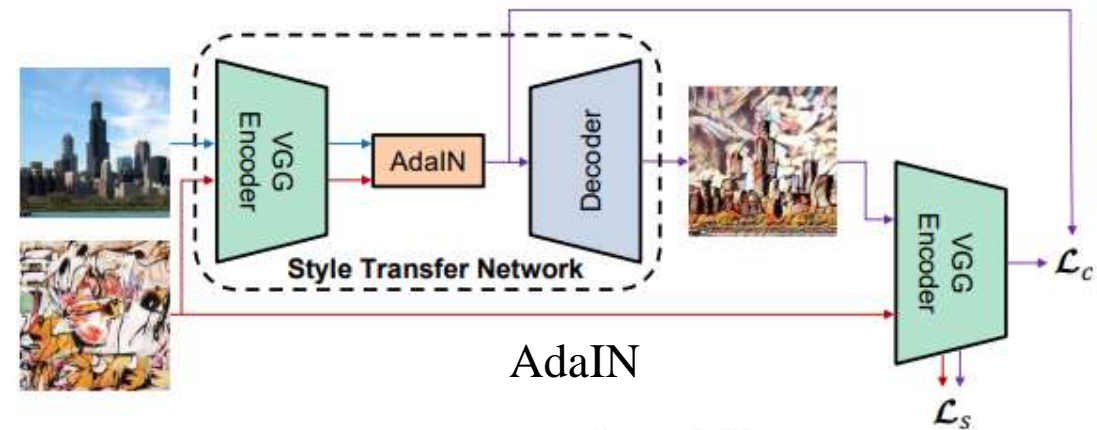 VGG
Encoder
AdaIN
Decoder
Style Transfer Network
VGG
Encoder
ℒc
AdaIN
ℒs